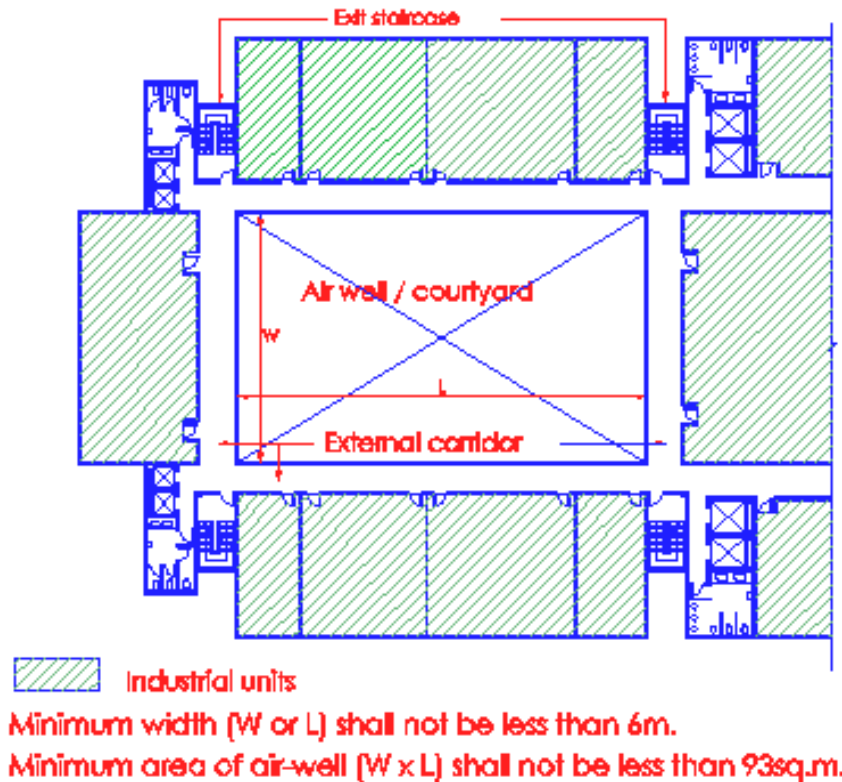 Exit staircase
Air well / courtyard
W
L
External corridor
Industrial units
Minimum width (W or L) shall not be less than 6m.
Minimum area of air-well (W x L) shall not be less than 93sq.m.